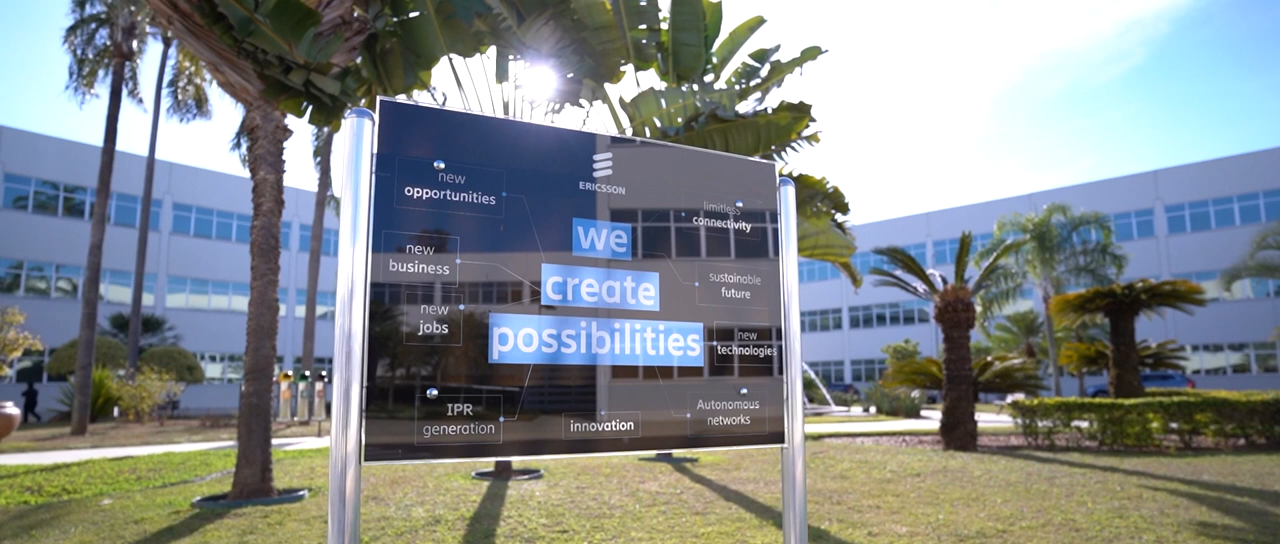 ERICSSON
we
create
possibilities
new
opportunities
new
business
new
jobs
IPR
generation
innovation
limitless
connectivity
sustainable
future
new
technologies
Autonomous
networks